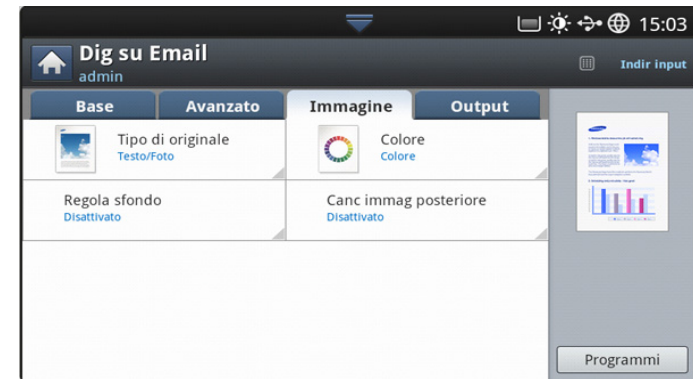 15:03
Dig su Email
admin
Indir input
Base Avanzato Immagine Output
Tipo di originale
Testo/Foto
Colore
Colore
Regola sfondo
Disattivato
Canc immag posteriore
Disattivato
Programmi